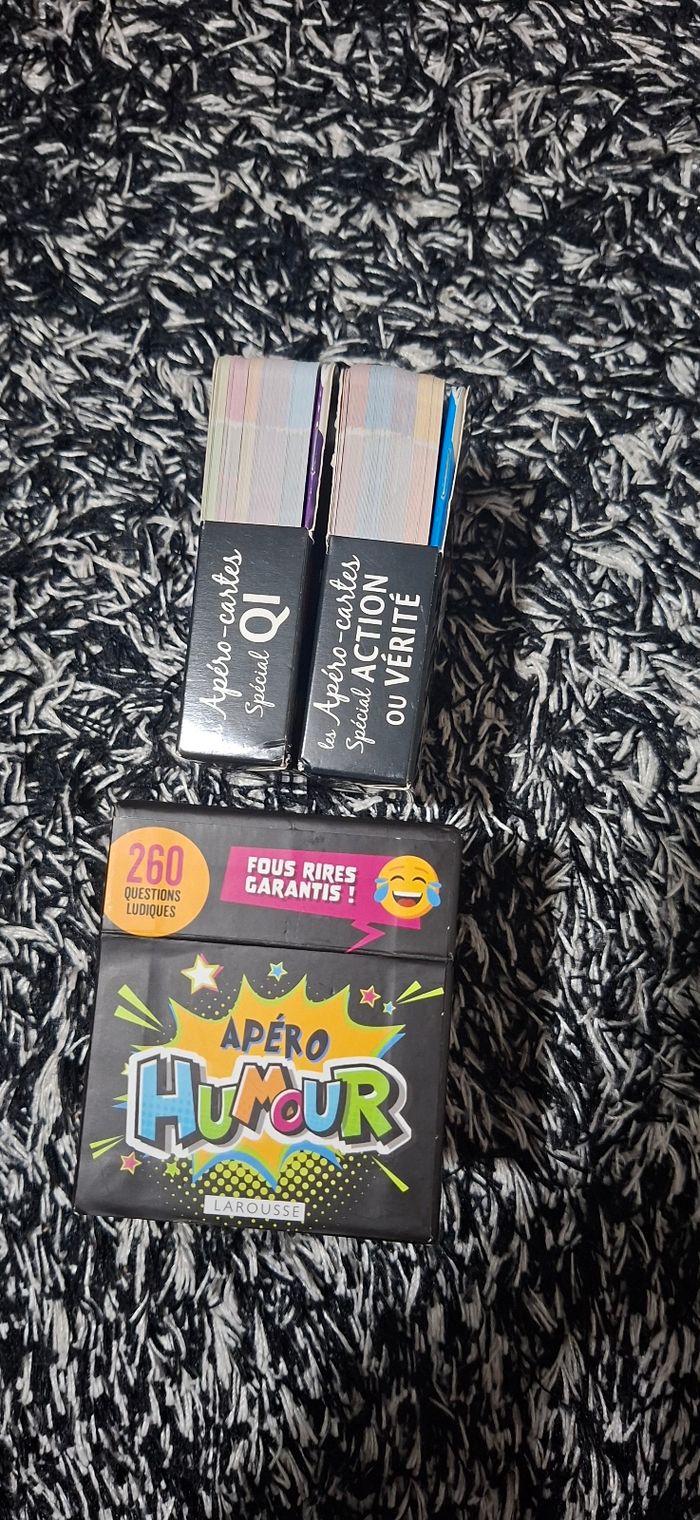 Apéro-cartes
Spécial QI
les Apéro-cartes
Spécial ACTION
OU VÉRITÉ
260
QUESTIONS
LUDIQUES
FOUS RIRES
GARANTIS !
APÉRO
HUMOUR
LAROUSSE